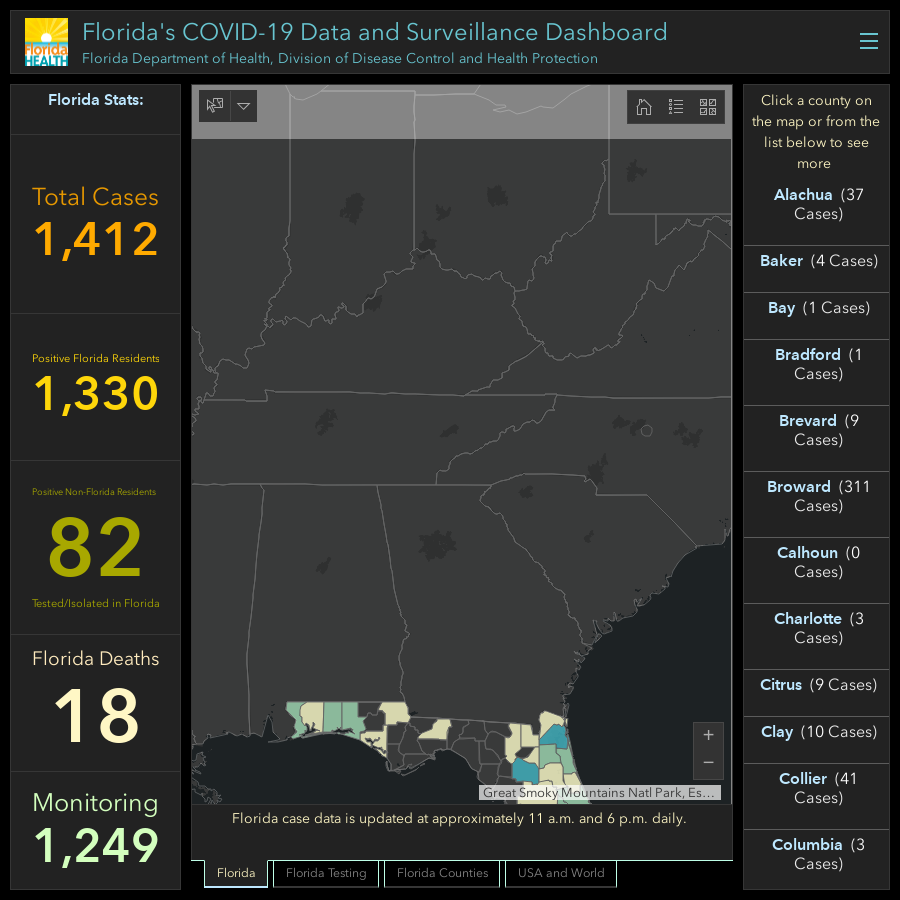 Florida
HEALTH
Florida's COVID-19 Data and Surveillance Dashboard
Florida Department of Health, Division of Disease Control and Health Protection
Florida Stats:
Total Cases
1,412
Positive Florida Residents
1,330
Positive Non-Florida Residents
82
Tested/Isolated in Florida
Florida Deaths
18
Monitoring
1,249
+
−
Great Smoky Mountains Natl Park, Es...
Florida case data is updated at approximately 11 a.m. and 6 p.m. daily.
Florida
Florida Testing
Florida Counties
USA and World
Click a county on
the map or from the
list below to see
more
Alachua (37
Cases)
Baker (4 Cases)
Bay (1 Cases)
Bradford (1
Cases)
Brevard (9
Cases)
Broward (311
Cases)
Calhoun (0
Cases)
Charlotte (3
Cases)
Citrus (9 Cases)
Clay (10 Cases)
Collier (41
Cases)
Columbia (3
Cases)